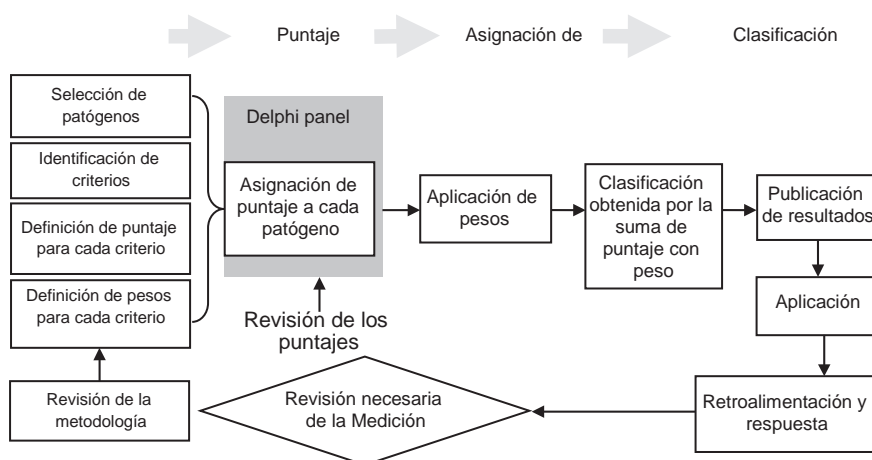 Puntaje
Asignación de
Clasificación
Selección de
patógenos
Identificación de
criterios
Definición de puntaje
para cada criterio
Definición de pesos
para cada criterio
Revisión de la
metodología
Delphi panel
Asignación de
puntaje a cada
patógeno
Revisión de los
puntajes
Aplicación de
pesos
Clasificación
obtenida por la
suma de
puntaje con
peso
Publicación
de resultados
Aplicación
Retroalimentación y
respuesta
Revisión necesaria
de la Medición